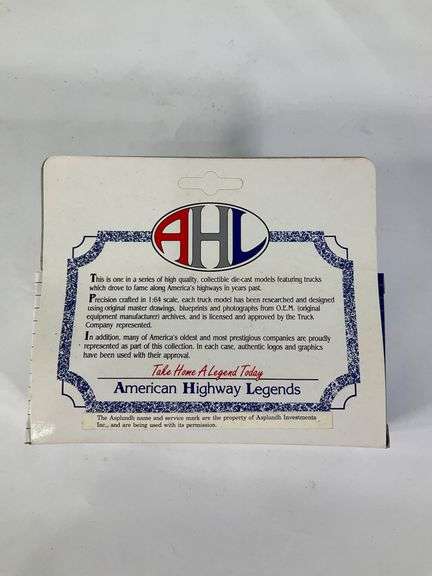 AHL
This is one in a series of high quality, collectible die-cast models featuring trucks
which drove to fame along America's highways in years past.
Precision crafted in 1:64 scale, each truck model has been researched and designed
using original master drawings, blueprints and photographs from O.E.M. (original
equipment manufacturer) archives, and is licensed and approved by the Truck
Company represented.
In addition, many of America's oldest and most prestigious companies are proudly
represented as part of this collection. In each case, authentic logos and graphics
have been used with their approval.
Take Home A Legend Today
American Highway Legends
The Asplundh name and service mark are the property of Asplundh Investments
Inc., and are being used with its permission.